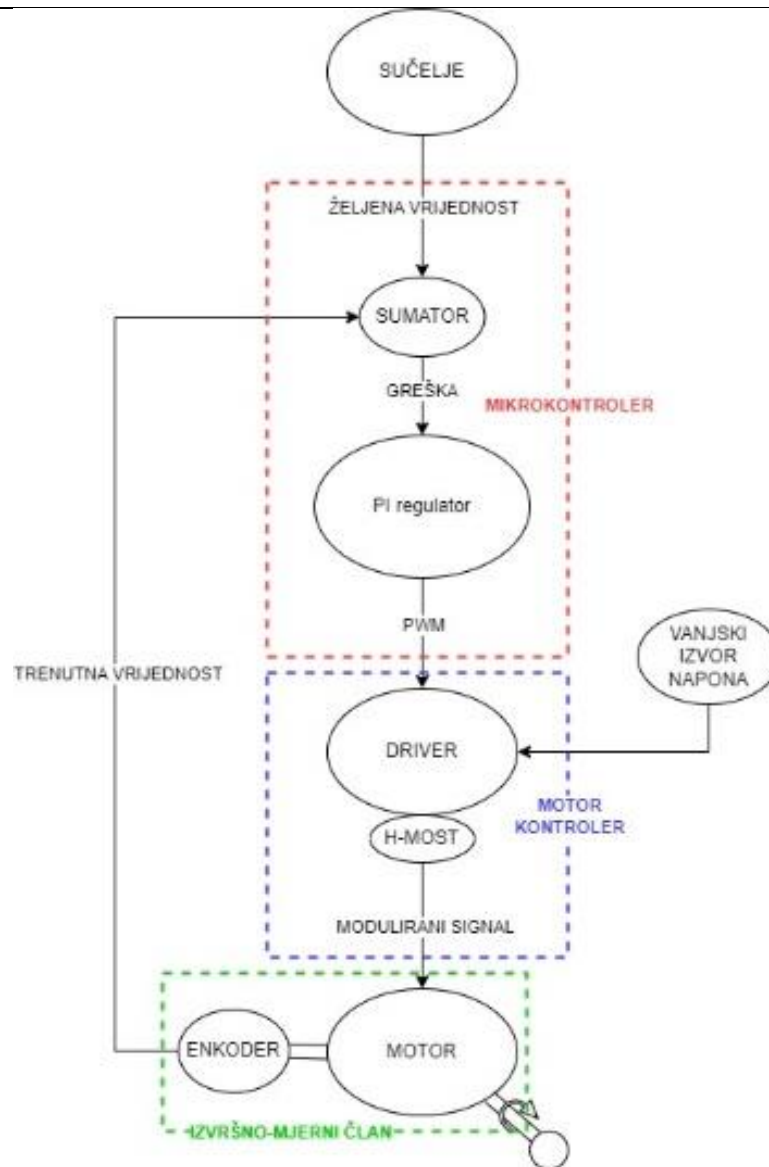 SUČELJE
ŽELJENA VRIJEDNOST
SUMATOR
GREŠKA
MIKROKONTROLER
PI regulator
PWM
VANJSKI
IZVOR
NAPONA
TRENUTNA VRIJEDNOST
DRIVER
MOTOR
KONTROLER
H-MOST
MODULIRANI SIGNAL
ENKODER
MOTOR
IZVRŠNO-MJERNI ČLAN